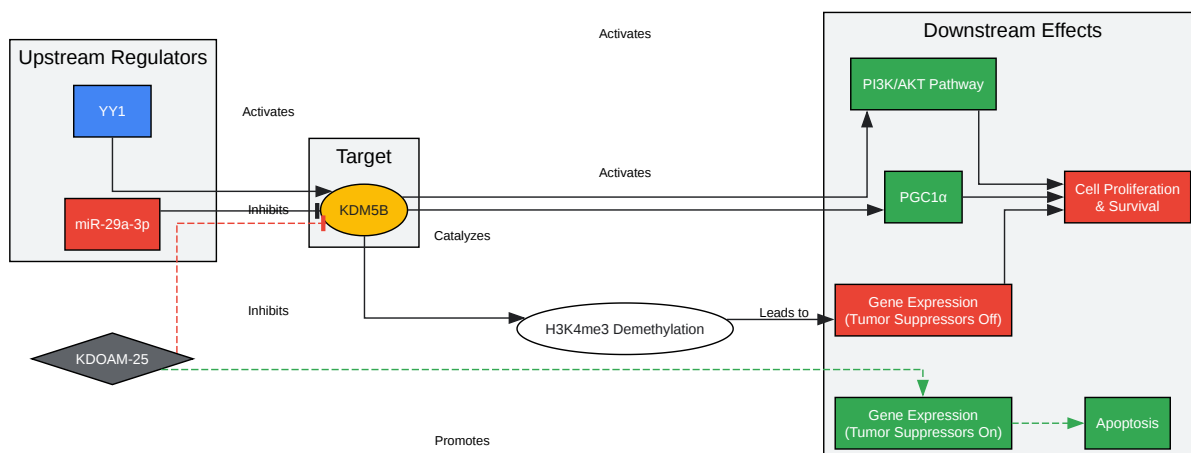 Activates
Downstream Effects
Upstream Regulators
PI3K/AKT Pathway
YY1
Activates
Target
Activates
Cell Proliferation
& Survival
PGC1α
miR-29a-3p
Inhibits
KDM5B
Catalyzes
Inhibits
H3K4me3 Demethylation
Leads to
Gene Expression
(Tumor Suppressors Off)
KDOAM-25
Gene Expression
(Tumor Suppressors On)
Apoptosis
Promotes